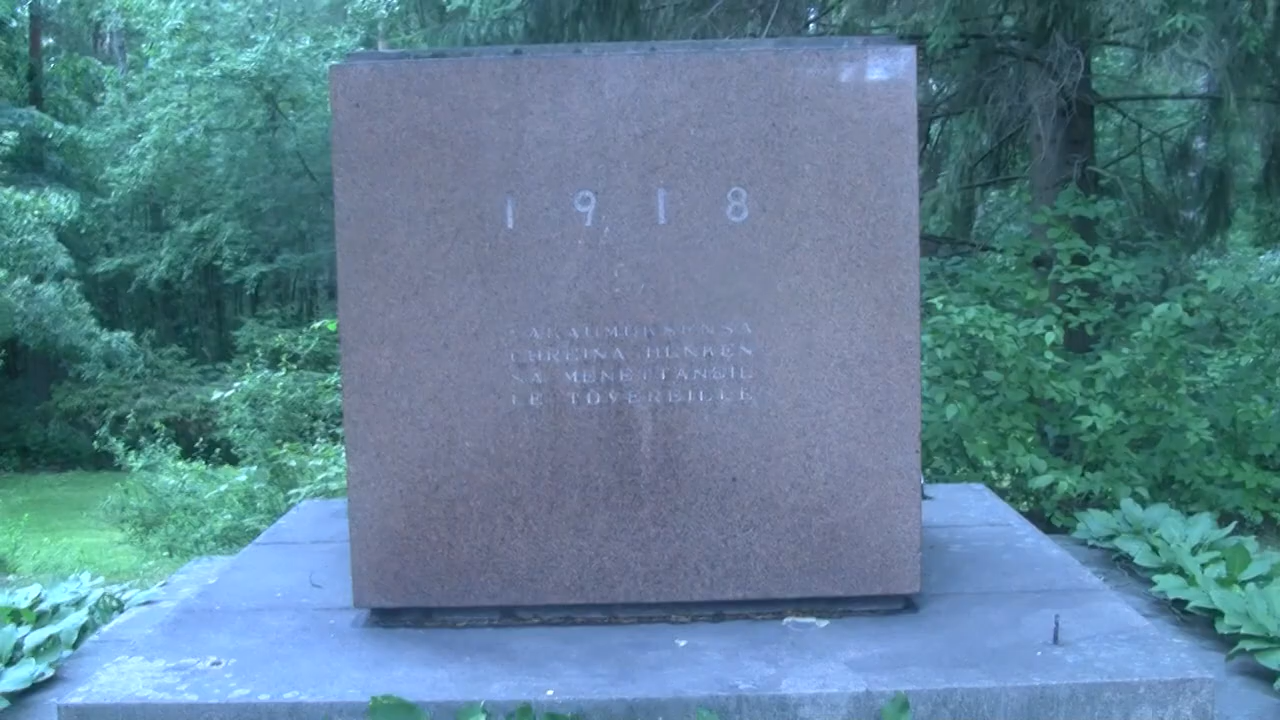 1918
VAKAUMUKSENSA
UHREINA HENKEN
SÄ MENETTÄNEIL
LE TOVEREILLE